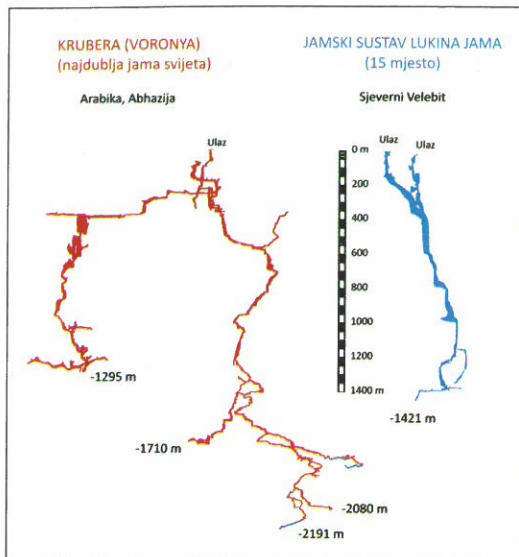 KRUBERA (VORONYA)
(najdublja jama svijeta)
Arabika, Abhazija
JAMSKI SUSTAV LUKINA JAMA
(15 mjesto)
Sjeverni Velebit
Ulaz
Ulaz
Ulaz
0 m
200
400
600
800
1000
1200
1400 m
-1295 m
-1421 m
-1710 m
-2080 m
-2191 m